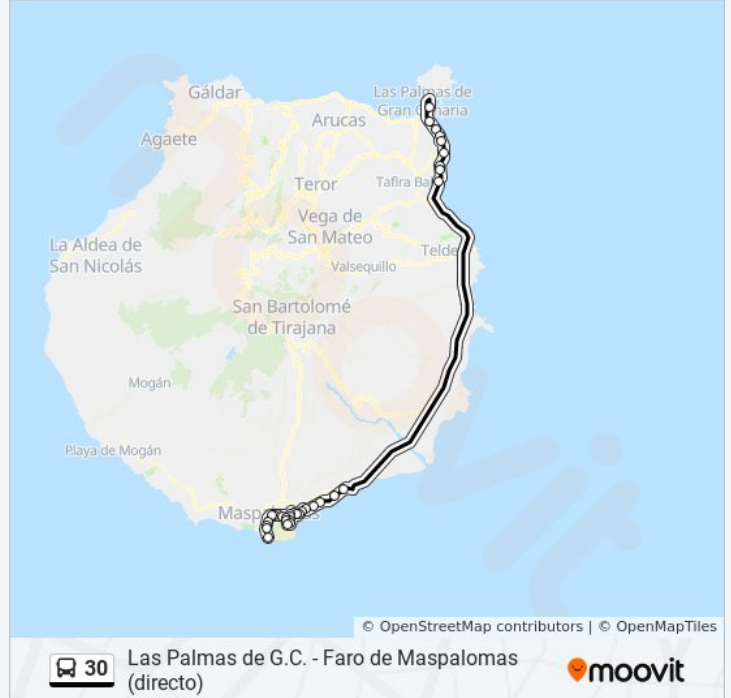 Gáldar
Las Palmas de
Gran Canaria
Arucas
Agaete
Teror
Tafira Ba
Vega de
San Mateo
La Aldea de
San Nicolás
Telde
Valsequillo
San Bartolomé
de Tirajana
Mogán
Playa de Mogán
Maspalomas
© OpenStreetMap contributors | © OpenMapTiles
30
Las Palmas de G.C. - Faro de Maspalomas
(directo)
moovit